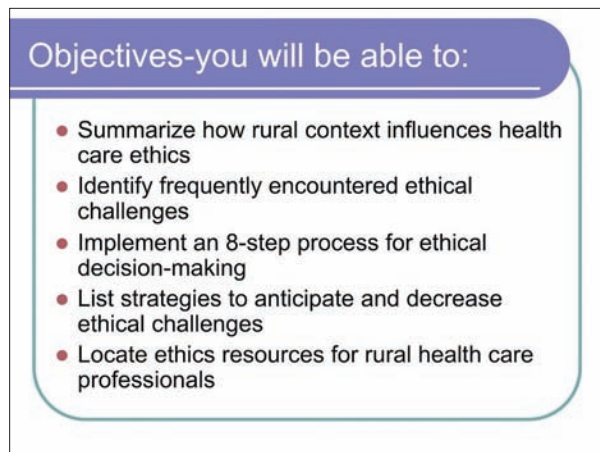 Objectives-you will be able to:
Summarize how rural context influences health
care ethics
Identify frequently encountered ethical
challenges
Implement an 8-step process for ethical
decision-making
List strategies to anticipate and decrease
ethical challenges
Locate ethics resources for rural health care
professionals